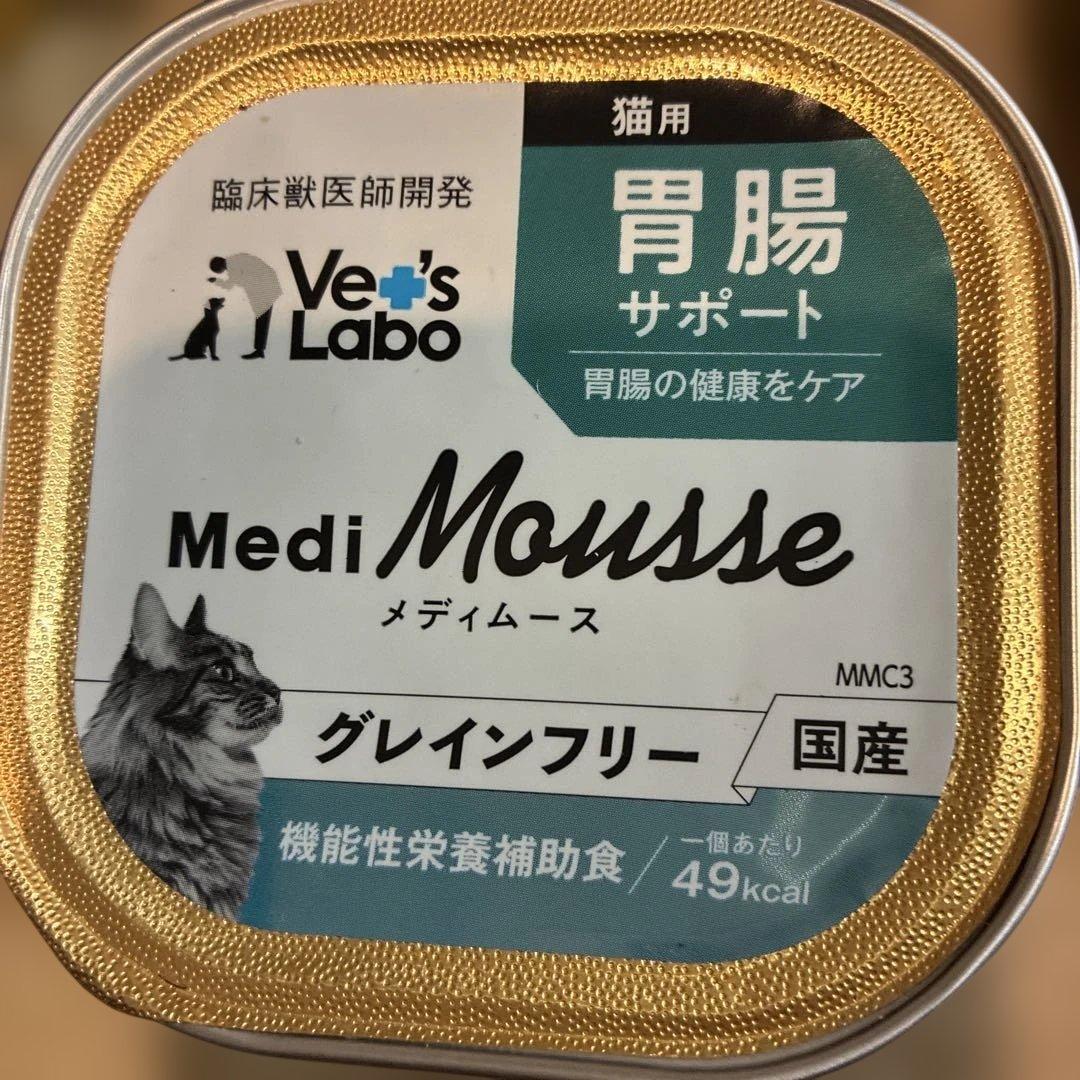 猫用
胃腸
サポート
胃腸の健康をケア
臨床獣医師開発
Vet's
Labo
Medi Mousse
メディムース
MMC3
グレインフリー
国産
機能性栄養補助食
一個あたり
49kcal